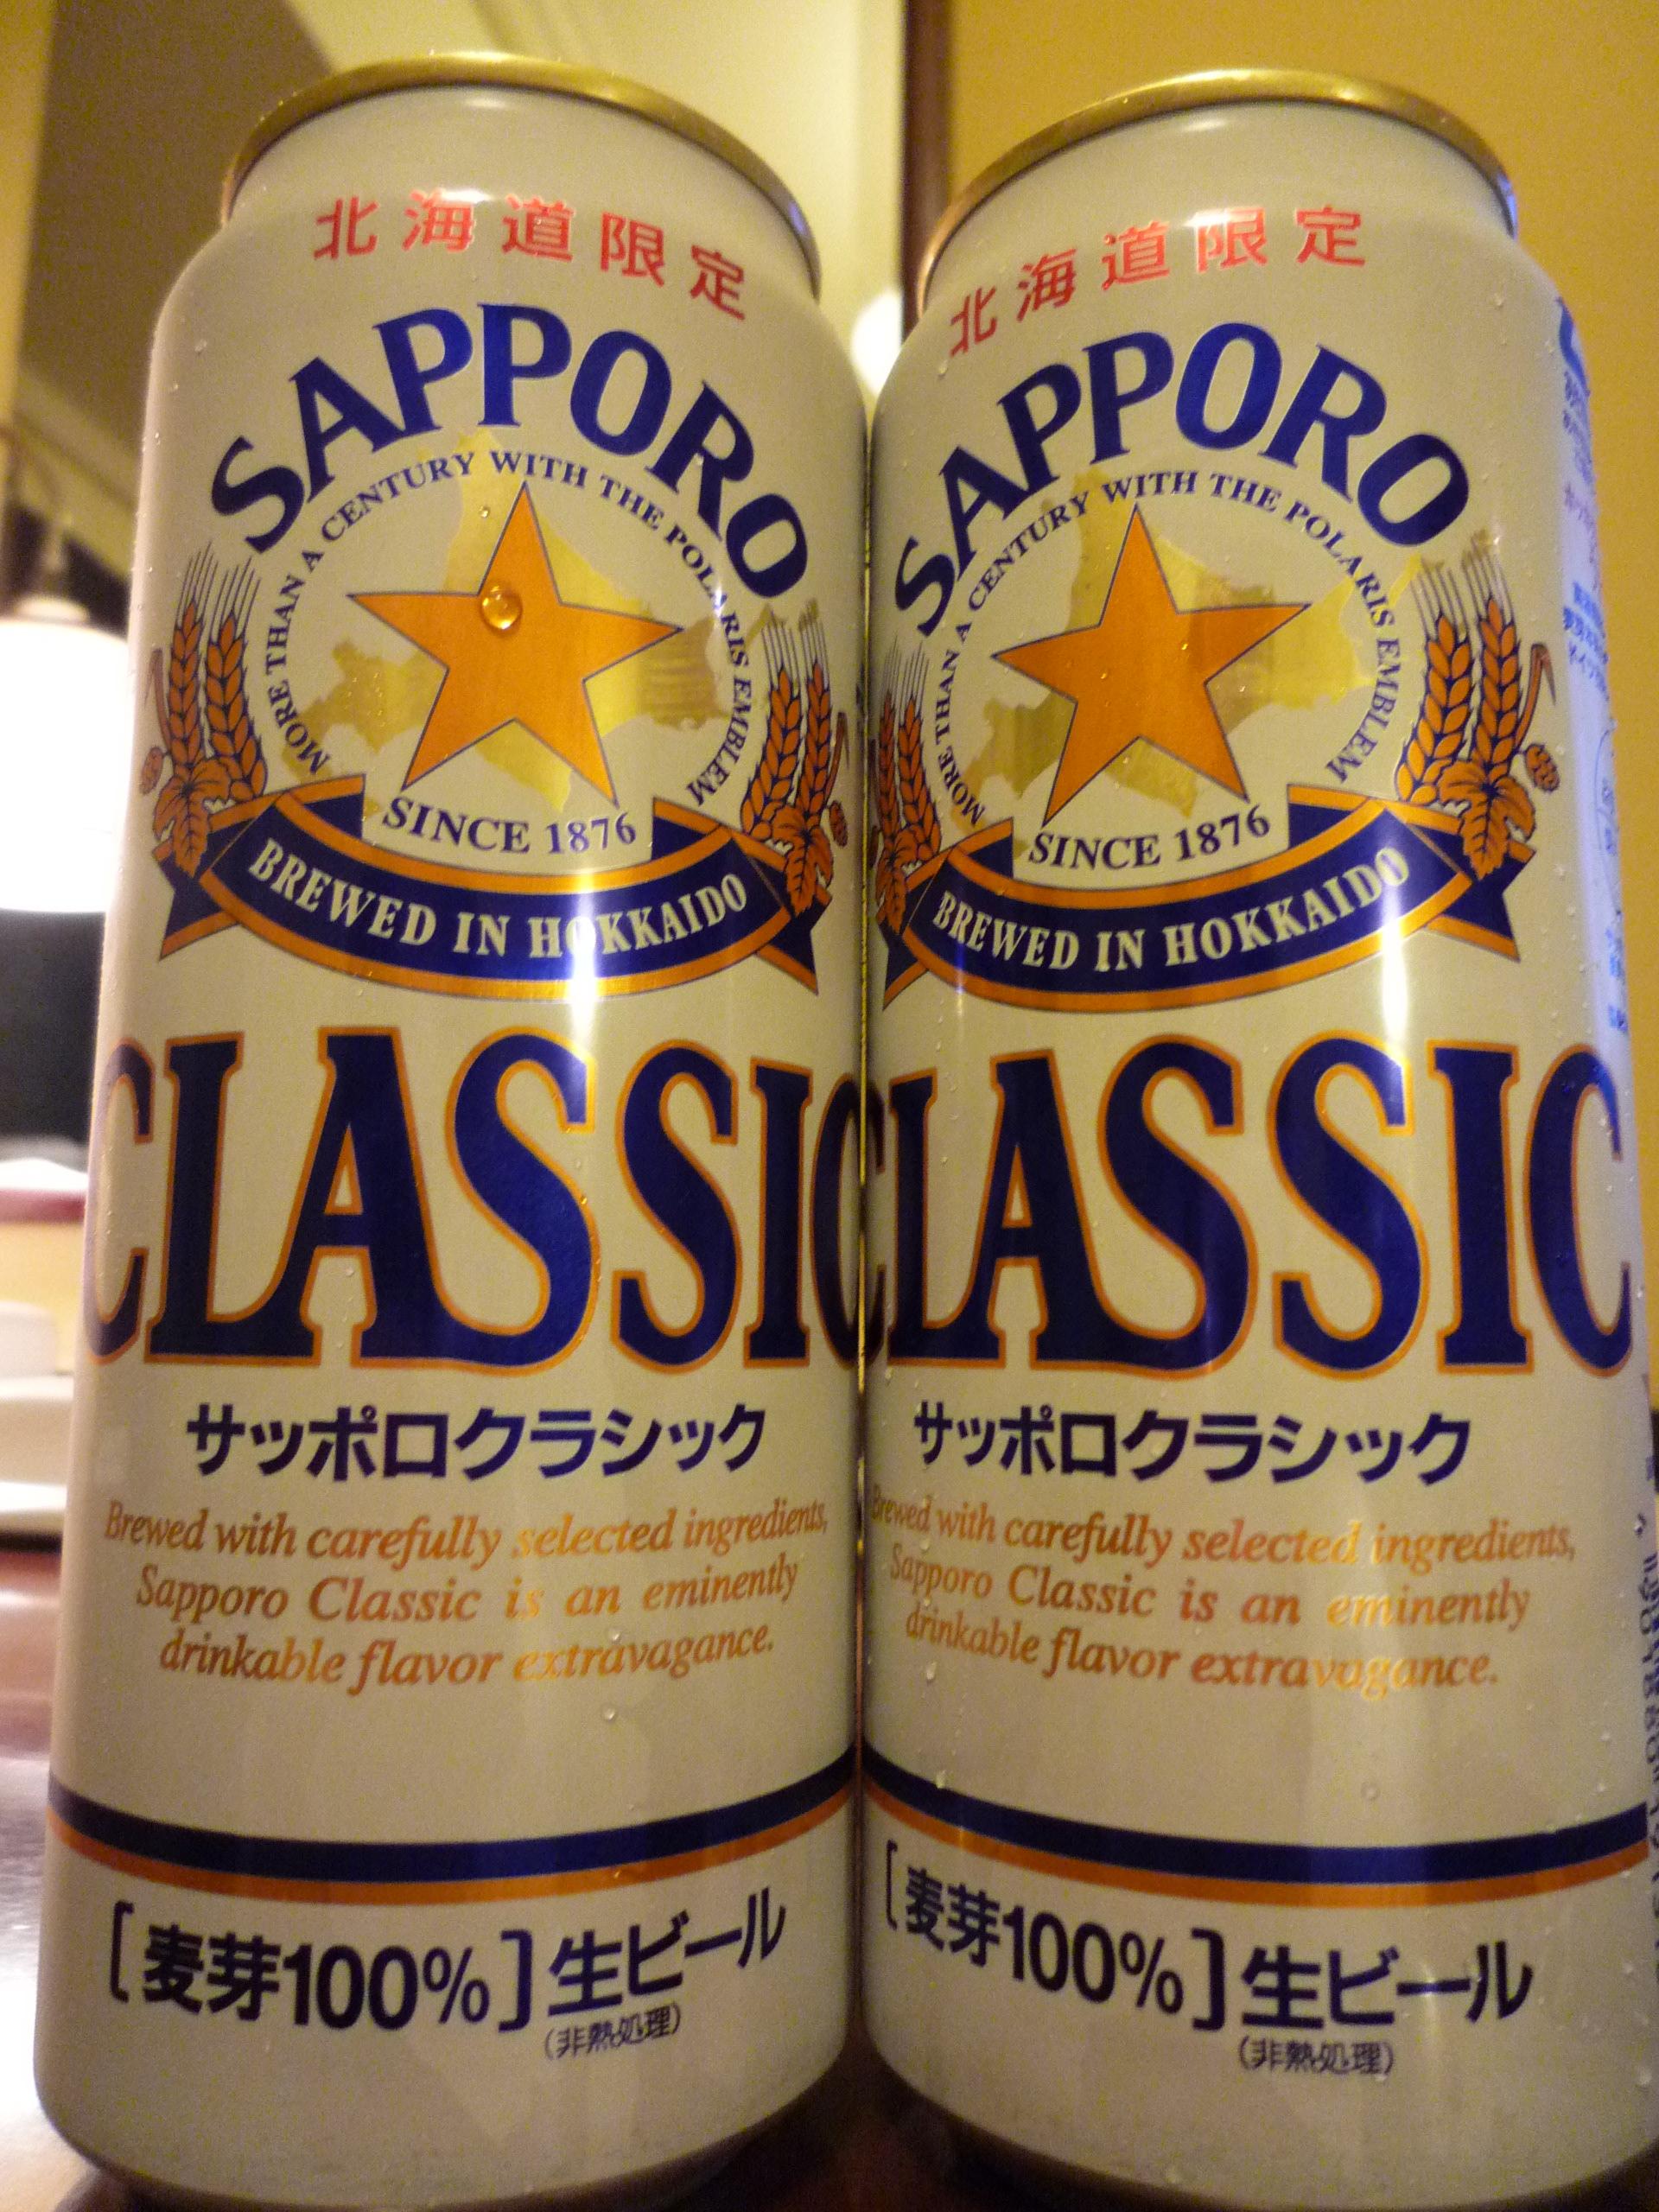 北海道限定
SAPPORO
MORE THAN A CENTURY WITH THE POLARIS EMBLEM
SINCE 1876
BREWED IN HOKKAIDO
CLASSIC
サッポロクラシック
Brewed with carefully selected ingredients,
Sapporo Classic is an eminently
drinkable flavor extravagance.
[麦芽100%]生ビール
(非熱処理)
北海道限定
SAPPORO
MORE THAN A CENTURY WITH THE POLARIS EMBLEM
SINCE 1876
BREWED IN HOKKAIDO
CLASSIC
サッポロクラシック
Brewed with carefully selected ingredients,
Sapporo Classic is an eminently
drinkable flavor extravagance.
[麦芽100%]生ビール
(非熱処理)